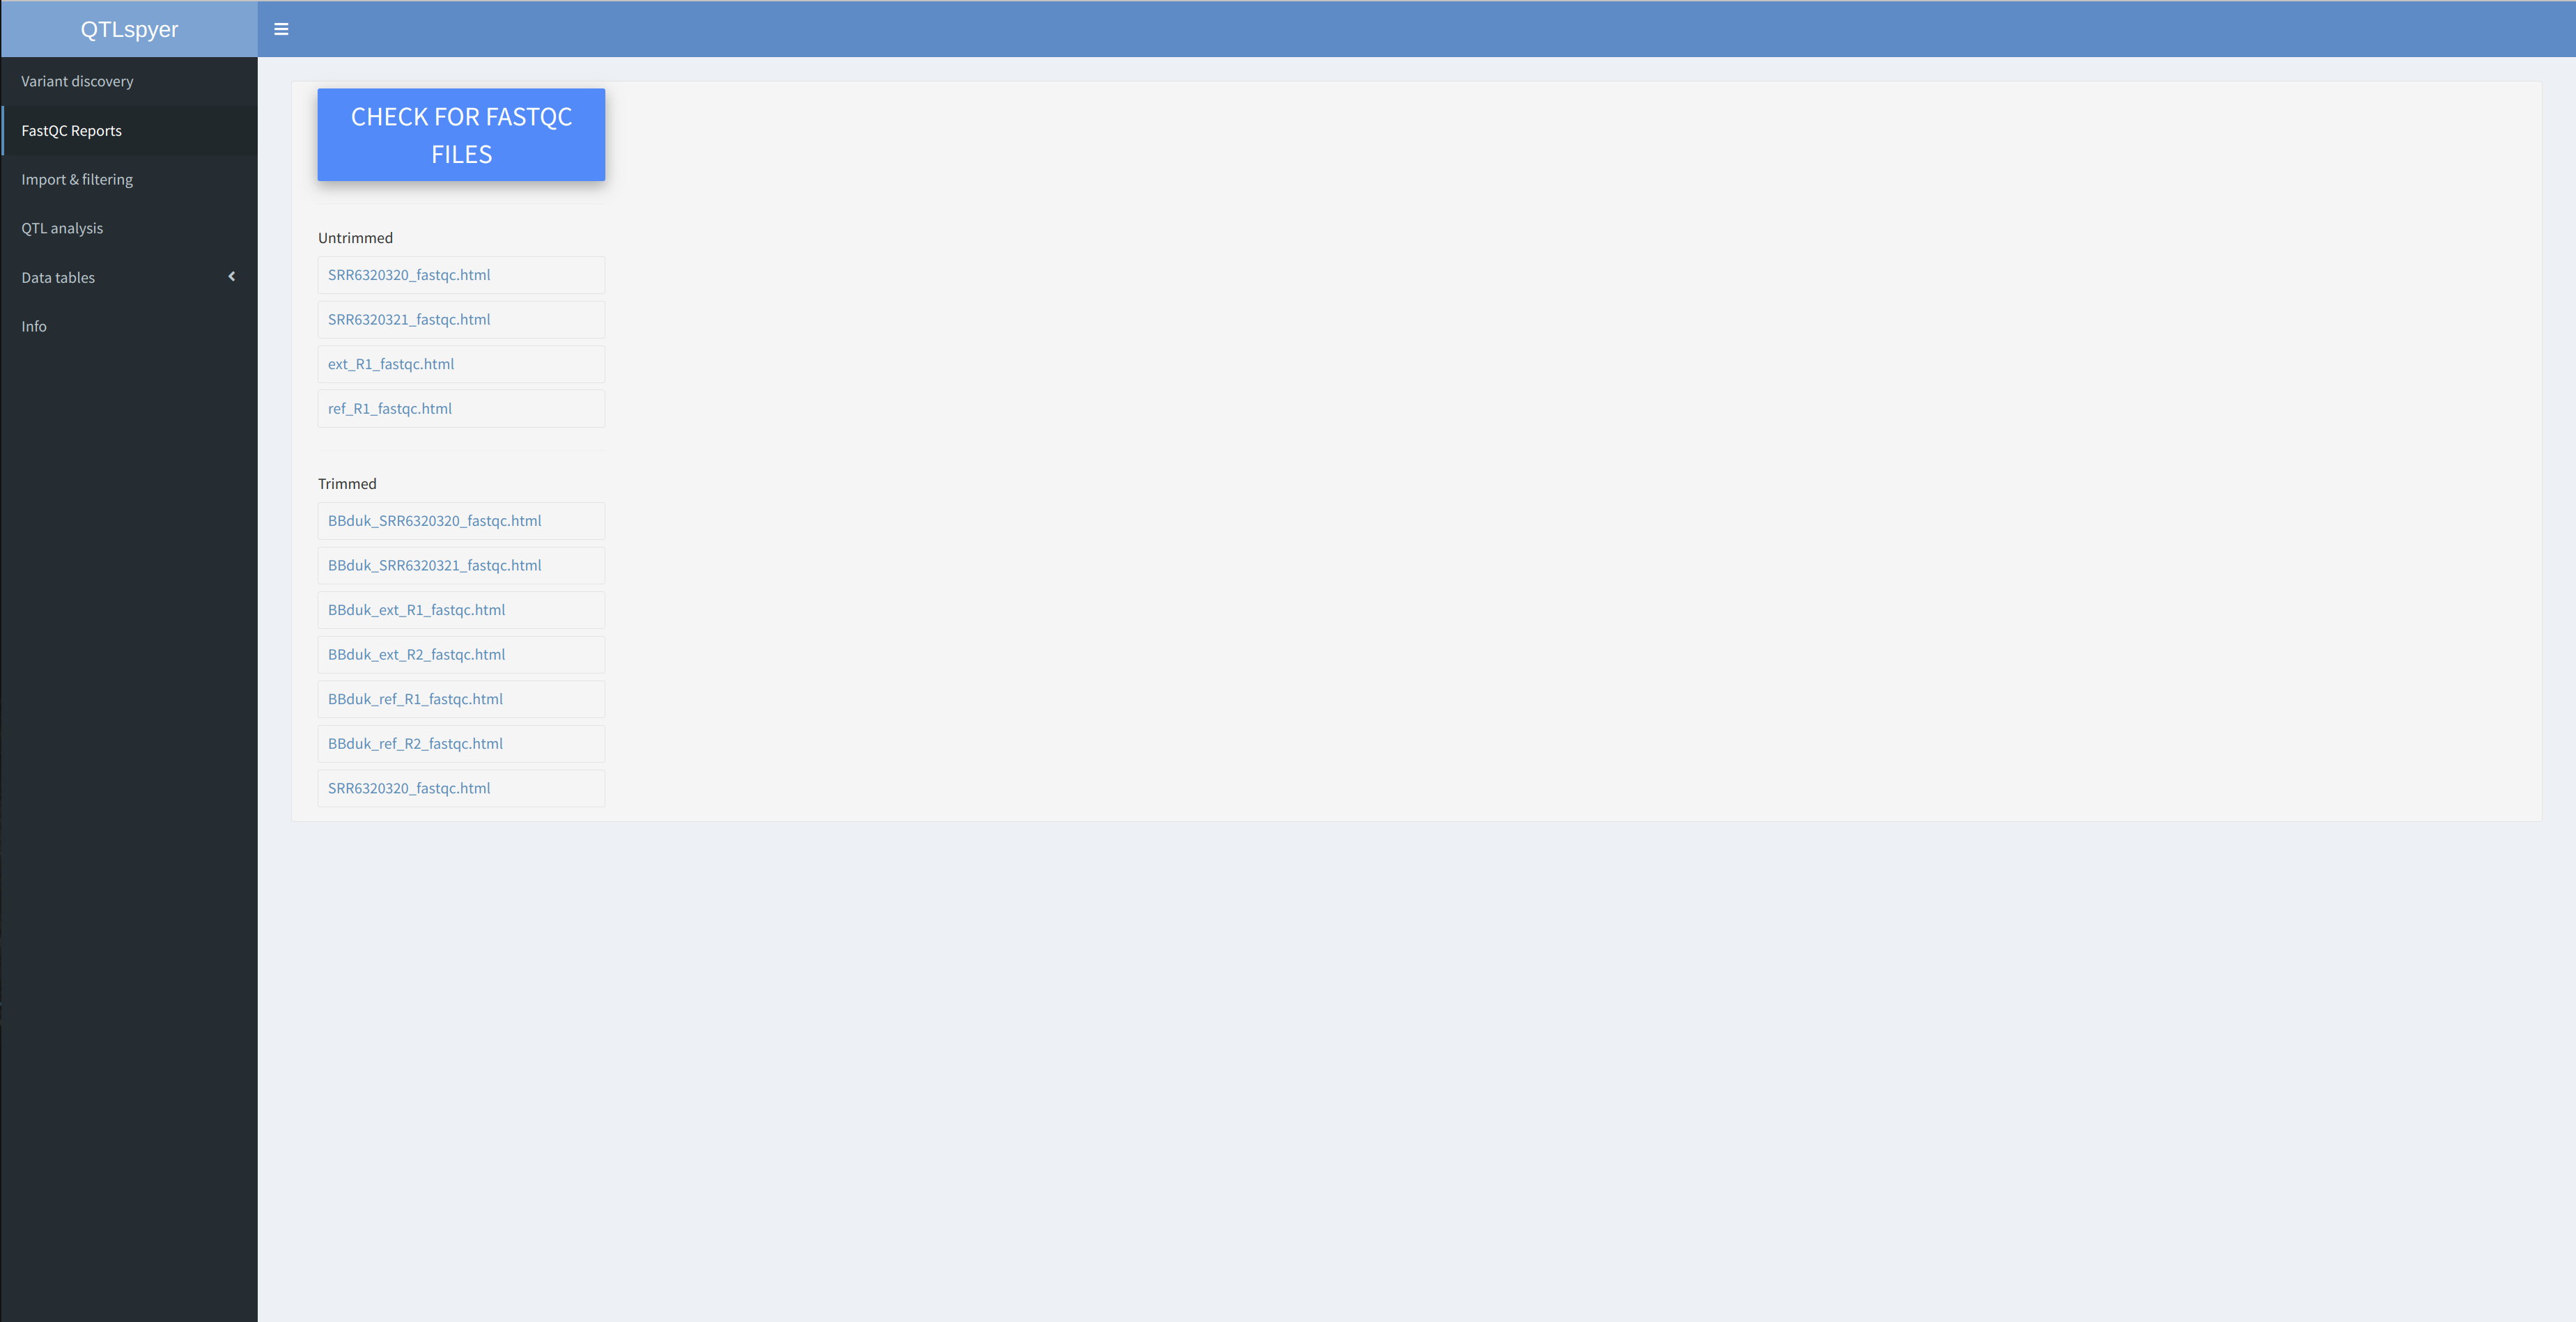 QTLspyer
Variant discovery
FastQC Reports
Import & filtering
QTL analysis
Data tables
Info
CHECK FOR FASTQC
FILES
Untrimmed
SRR6320320_fastqc.html
SRR6320321_fastqc.html
ext_R1_fastqc.html
ref_R1_fastqc.html
Trimmed
BBduk_SRR6320320_fastqc.html
BBduk_SRR6320321_fastqc.html
BBduk_ext_R1_fastqc.html
BBduk_ext_R2_fastqc.html
BBduk_ref_R1_fastqc.html
BBduk_ref_R2_fastqc.html
SRR6320320_fastqc.html